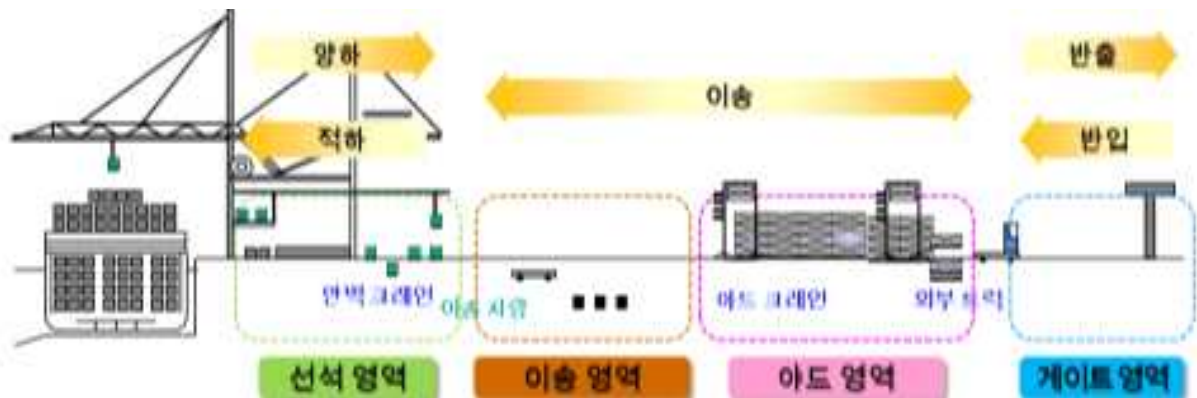 양하
반출
이송
적하
반입
안벽 크레인
이송 차량
야드 크레인
외부 트럭
선석 영역
이송 영역
야드 영역
게이트 영역